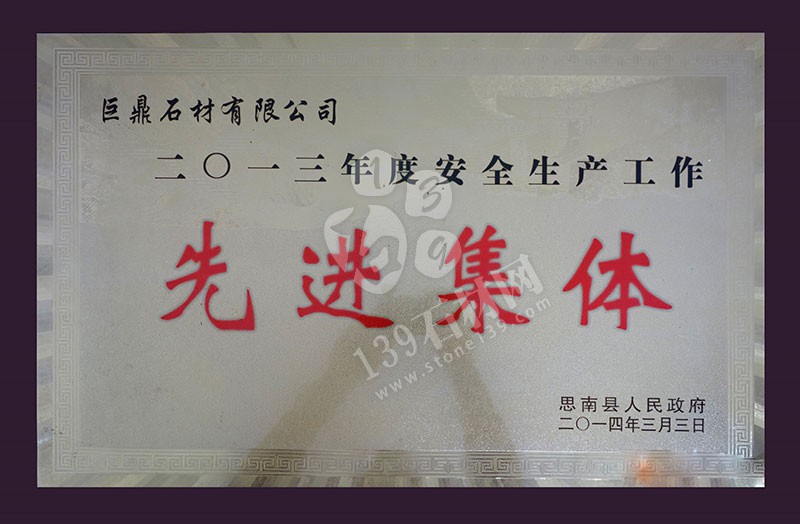 巨鼎石材有限公司
二〇一三年度安全生产工作
先进集体
139
139石材网
www.stone139.com
思南县人民政府
二〇一四年三月三日